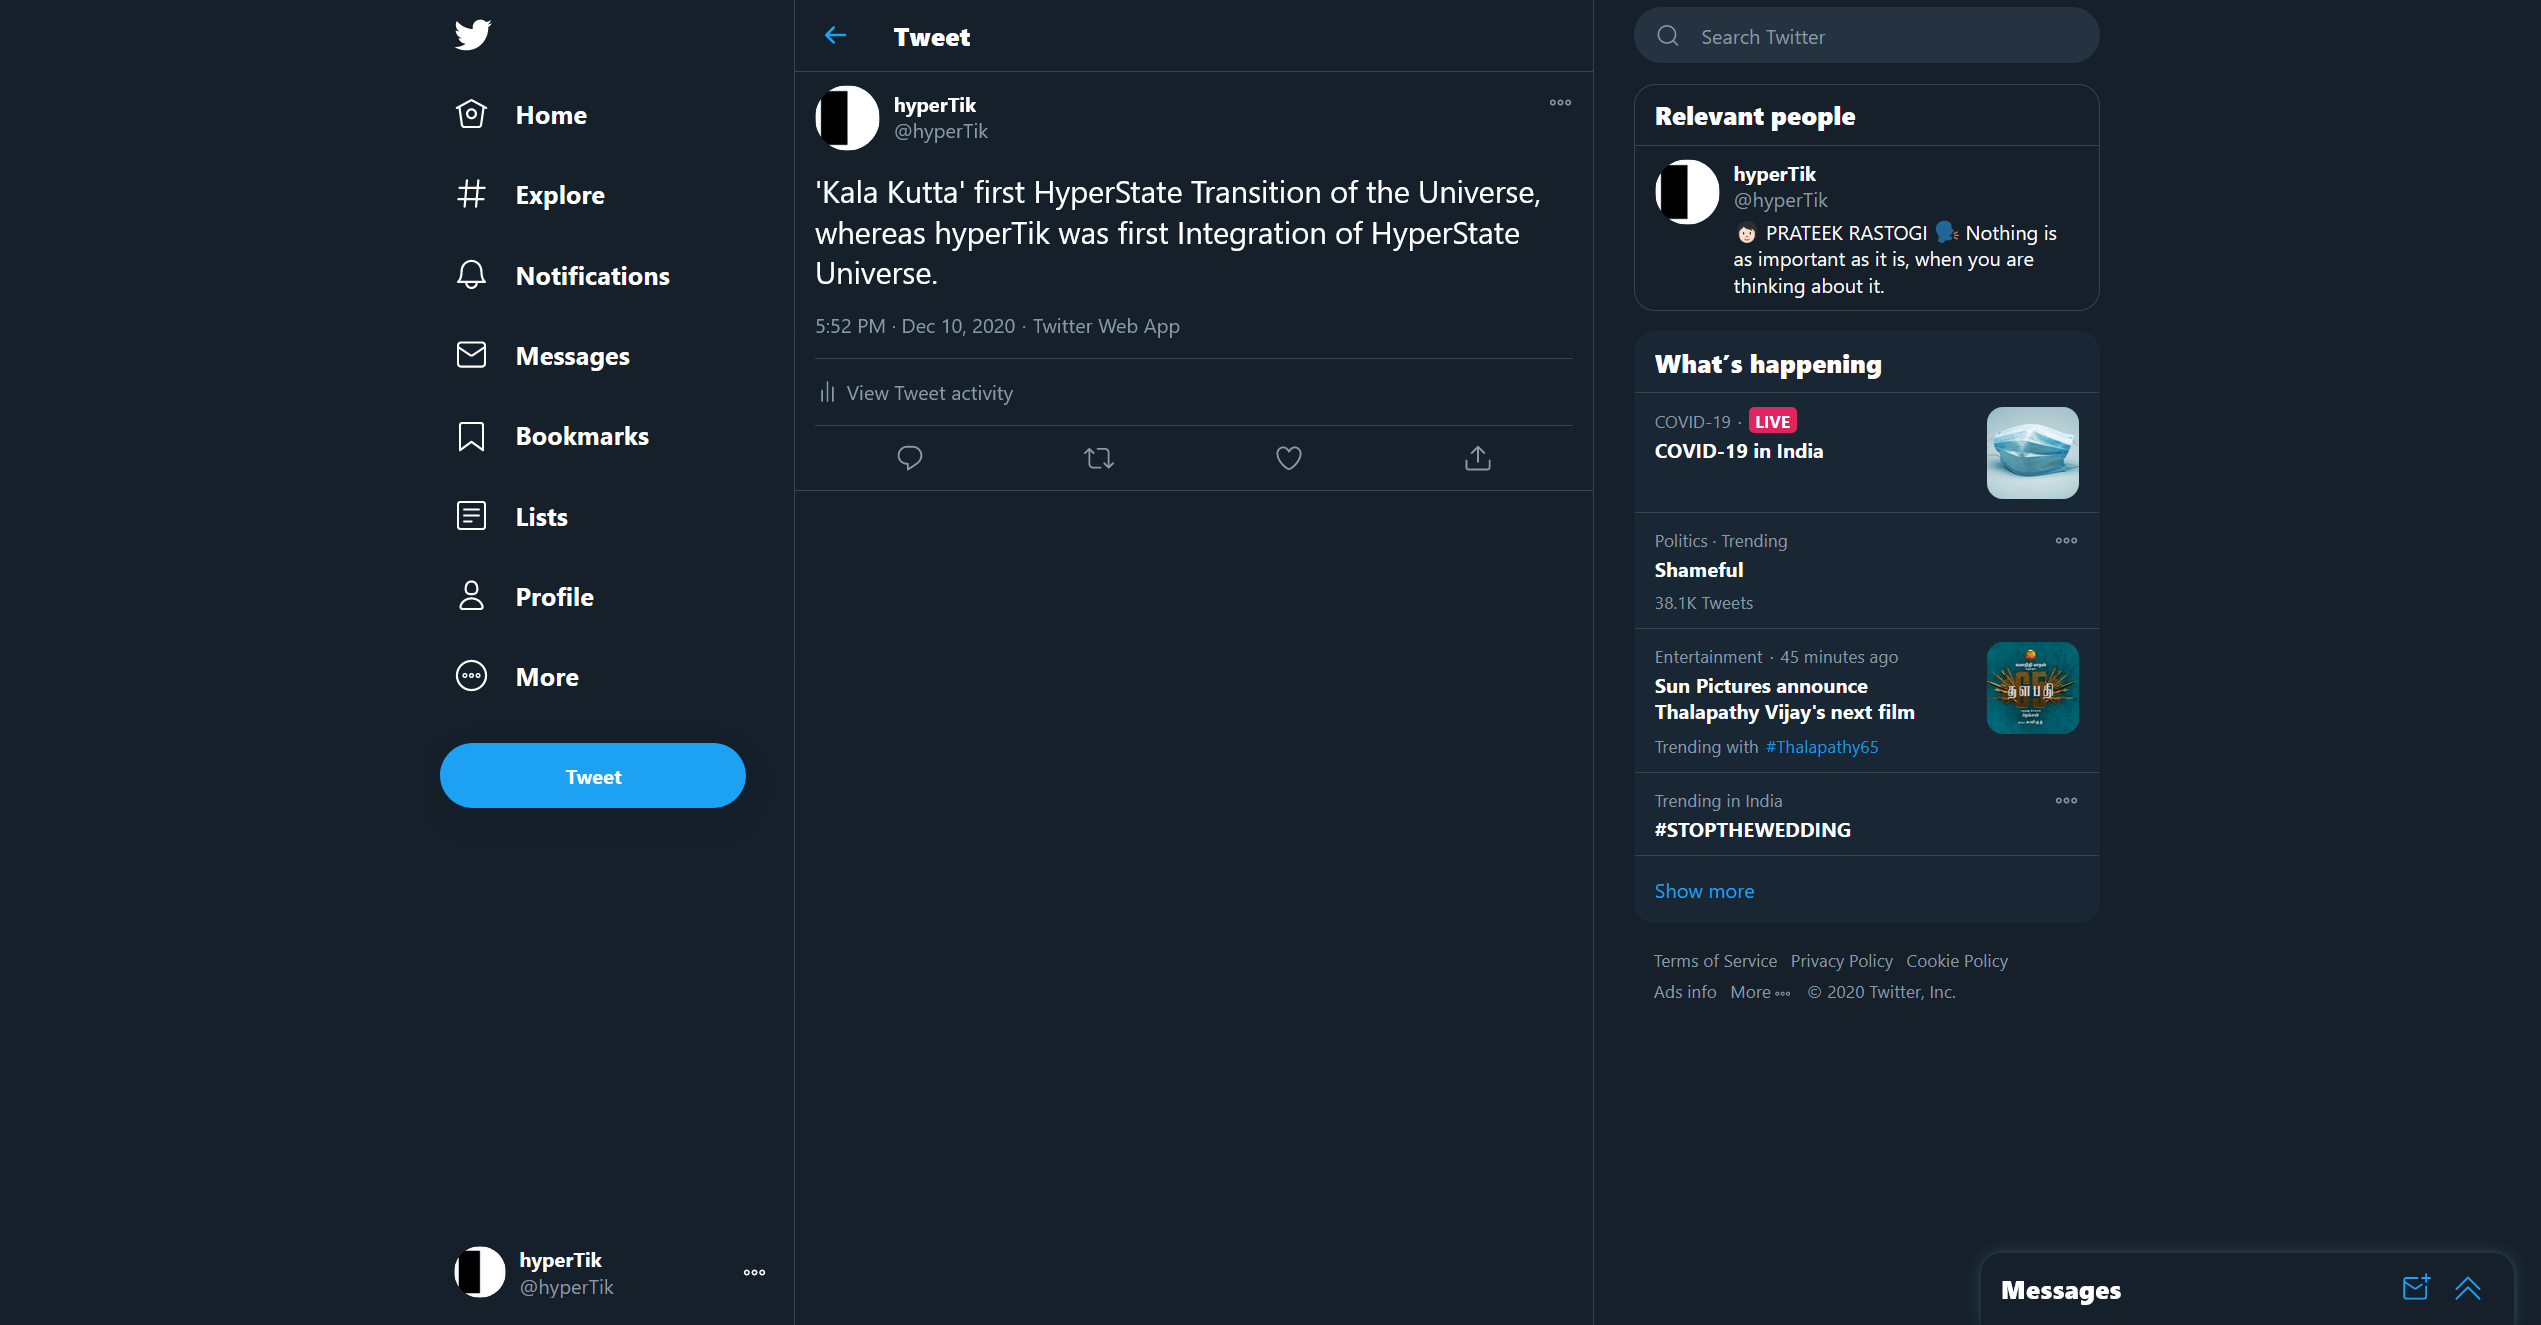 Home
Explore
Notifications
Messages
Bookmarks
Lists
Profile
More
Tweet
hyperTik
@hyperTik
Tweet
hyperTik
@hyperTik
'Kala Kutta' first HyperState Transition of the Universe,
whereas hyperTik was first Integration of HyperState
Universe.
5:52 PM · Dec 10, 2020 · Twitter Web App
View Tweet activity
Search Twitter
Relevant people
hyperTik
@hyperTik
PRATEEK RASTOGI Nothing is
as important as it is, when you are
thinking about it.
What's happening
COVID-19 · LIVE
COVID-19 in India
Politics · Trending
Shameful
38.1K Tweets
Entertainment · 45 minutes ago
Sun Pictures announce
Thalapathy Vijay's next film
Trending with #Thalapathy65
65
தளபதி
Trending in India
#STOPTHEWEDDING
Show more
Terms of Service Privacy Policy Cookie Policy
Ads info More © 2020 Twitter, Inc.
Messages